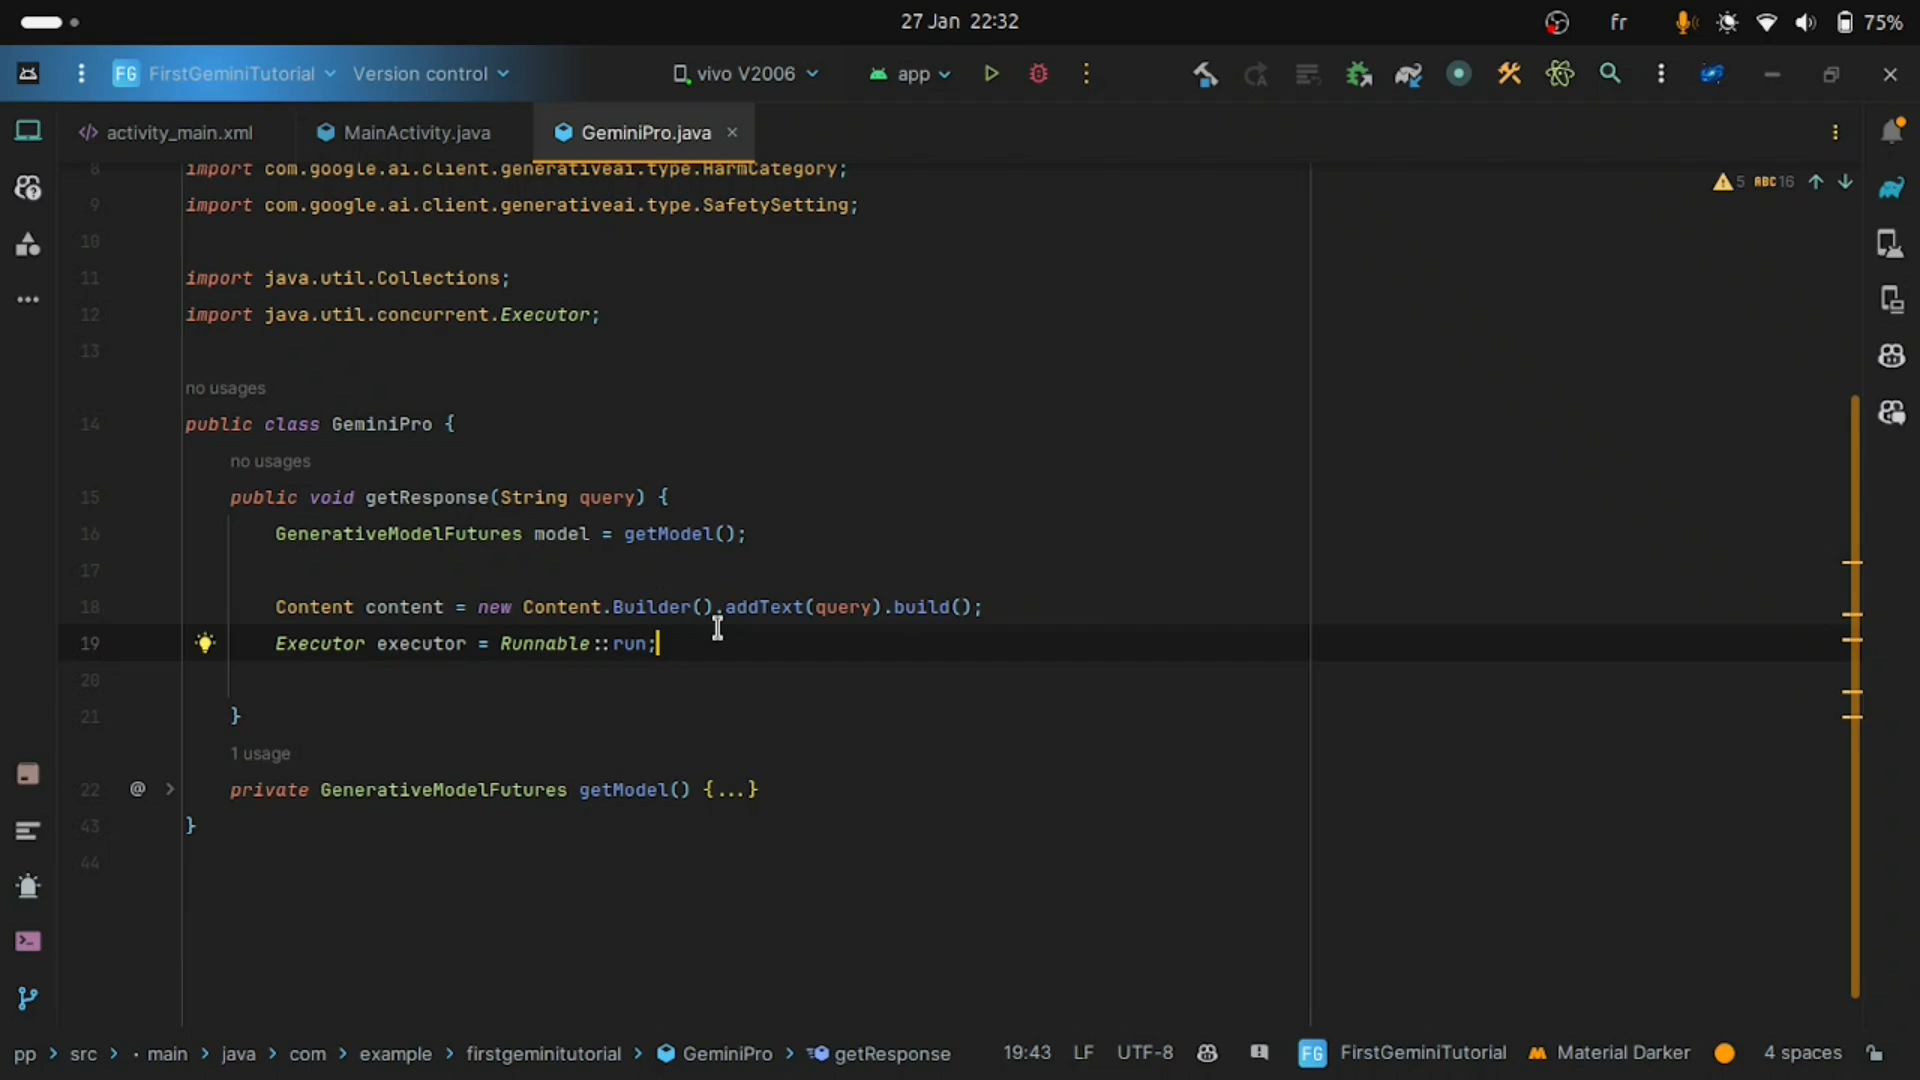 27 Jan 22:32
fr
75%
FG FirstGeminiTutorial Version control
vivo V2006
app
activity_main.xml
MainActivity.java
GeminiPro.java
8 import com.google.ai.client.generativeai.type.HarmCategory;
5 ABC 16
9 import com.google.ai.client.generativeai.type.SafetySetting;
10
11 import java.util.Collections;
12 import java.util.concurrent.Executor;
13
no usages
14 public class GeminiPro {
no usages
15 public void getResponse(String query) {
16 GenerativeModelFutures model = getModel();
17
18 Content content = new Content.Builder().addText(query).build();
19 Executor executor = Runnable::run;
20
21 }
1 usage
22 @ private GenerativeModelFutures getModel() {...}
43 }
44
pp > src > main > java > com > example > firstgeminitutorial > GeminiPro > getResponse
19:43 LF UTF-8 FG FirstGeminiTutorial Material Darker 4 spaces